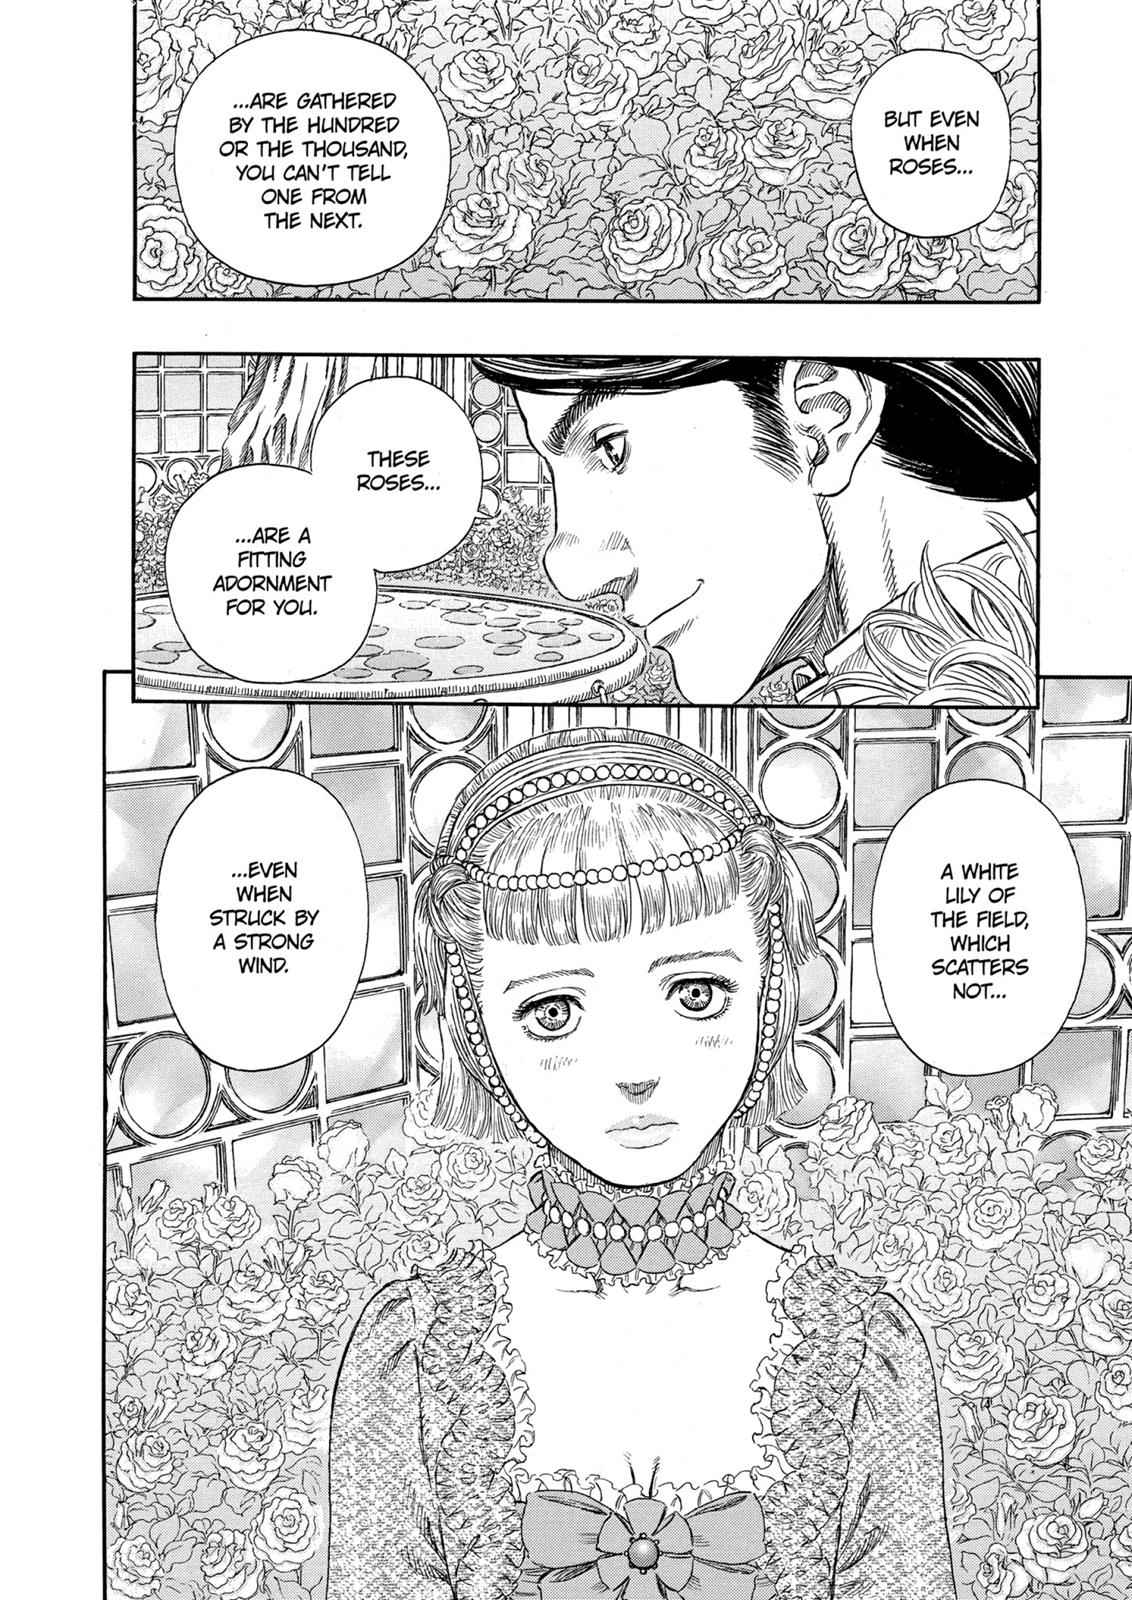 BUT EVEN
WHEN
ROSES...
...ARE GATHERED
BY THE HUNDRED
OR THE THOUSAND,
YOU CAN'T TELL
ONE FROM
THE NEXT.
THESE
ROSES...
...ARE A
FITTING
ADORNMENT
FOR YOU.
A WHITE
LILY OF
THE FIELD,
WHICH
SCATTERS
NOT...
...EVEN
WHEN
STRUCK BY
A STRONG
WIND.